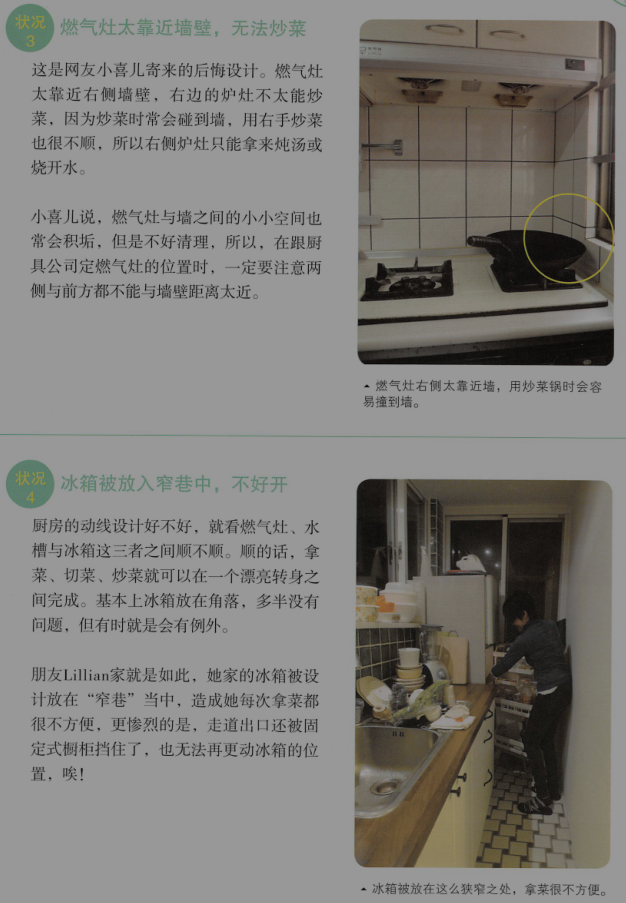 状况
3
燃气灶太靠近墙壁，无法炒菜
这是网友小喜儿寄来的后悔设计。燃气灶
太靠近右侧墙壁，右边的炉灶不太能炒
菜，因为炒菜时常会碰到墙，用右手炒菜
也很不顺，所以右侧炉灶只能拿来炖汤或
烧开水。
小喜儿说，燃气灶与墙之间的小小空间也
常会积垢，但是不好清理，所以，在跟厨
具公司定燃气灶的位置时，一定要注意两
侧与前方都不能与墙壁距离太近。
燃气灶右侧太靠近墙，用炒菜锅时会容
易撞到墙。
状况
4
冰箱被放入窄巷中，不好开
厨房的动线设计好不好，就看燃气灶、水
槽与冰箱这三者之间顺不顺。顺的话，拿
菜、切菜、炒菜就可以在一个漂亮转身之
间完成。基本上冰箱放在角落，多半没有
问题，但有时就是会有例外。
朋友Lillian家就是如此，她家的冰箱被设
计放在“窄巷”当中，造成她每次拿菜都
很不方便，更惨烈的是，走道出口还被固
定式橱柜挡住了，也无法再更动冰箱的位
置，唉！
冰箱被放在这么狭窄之处，拿菜很不方便。